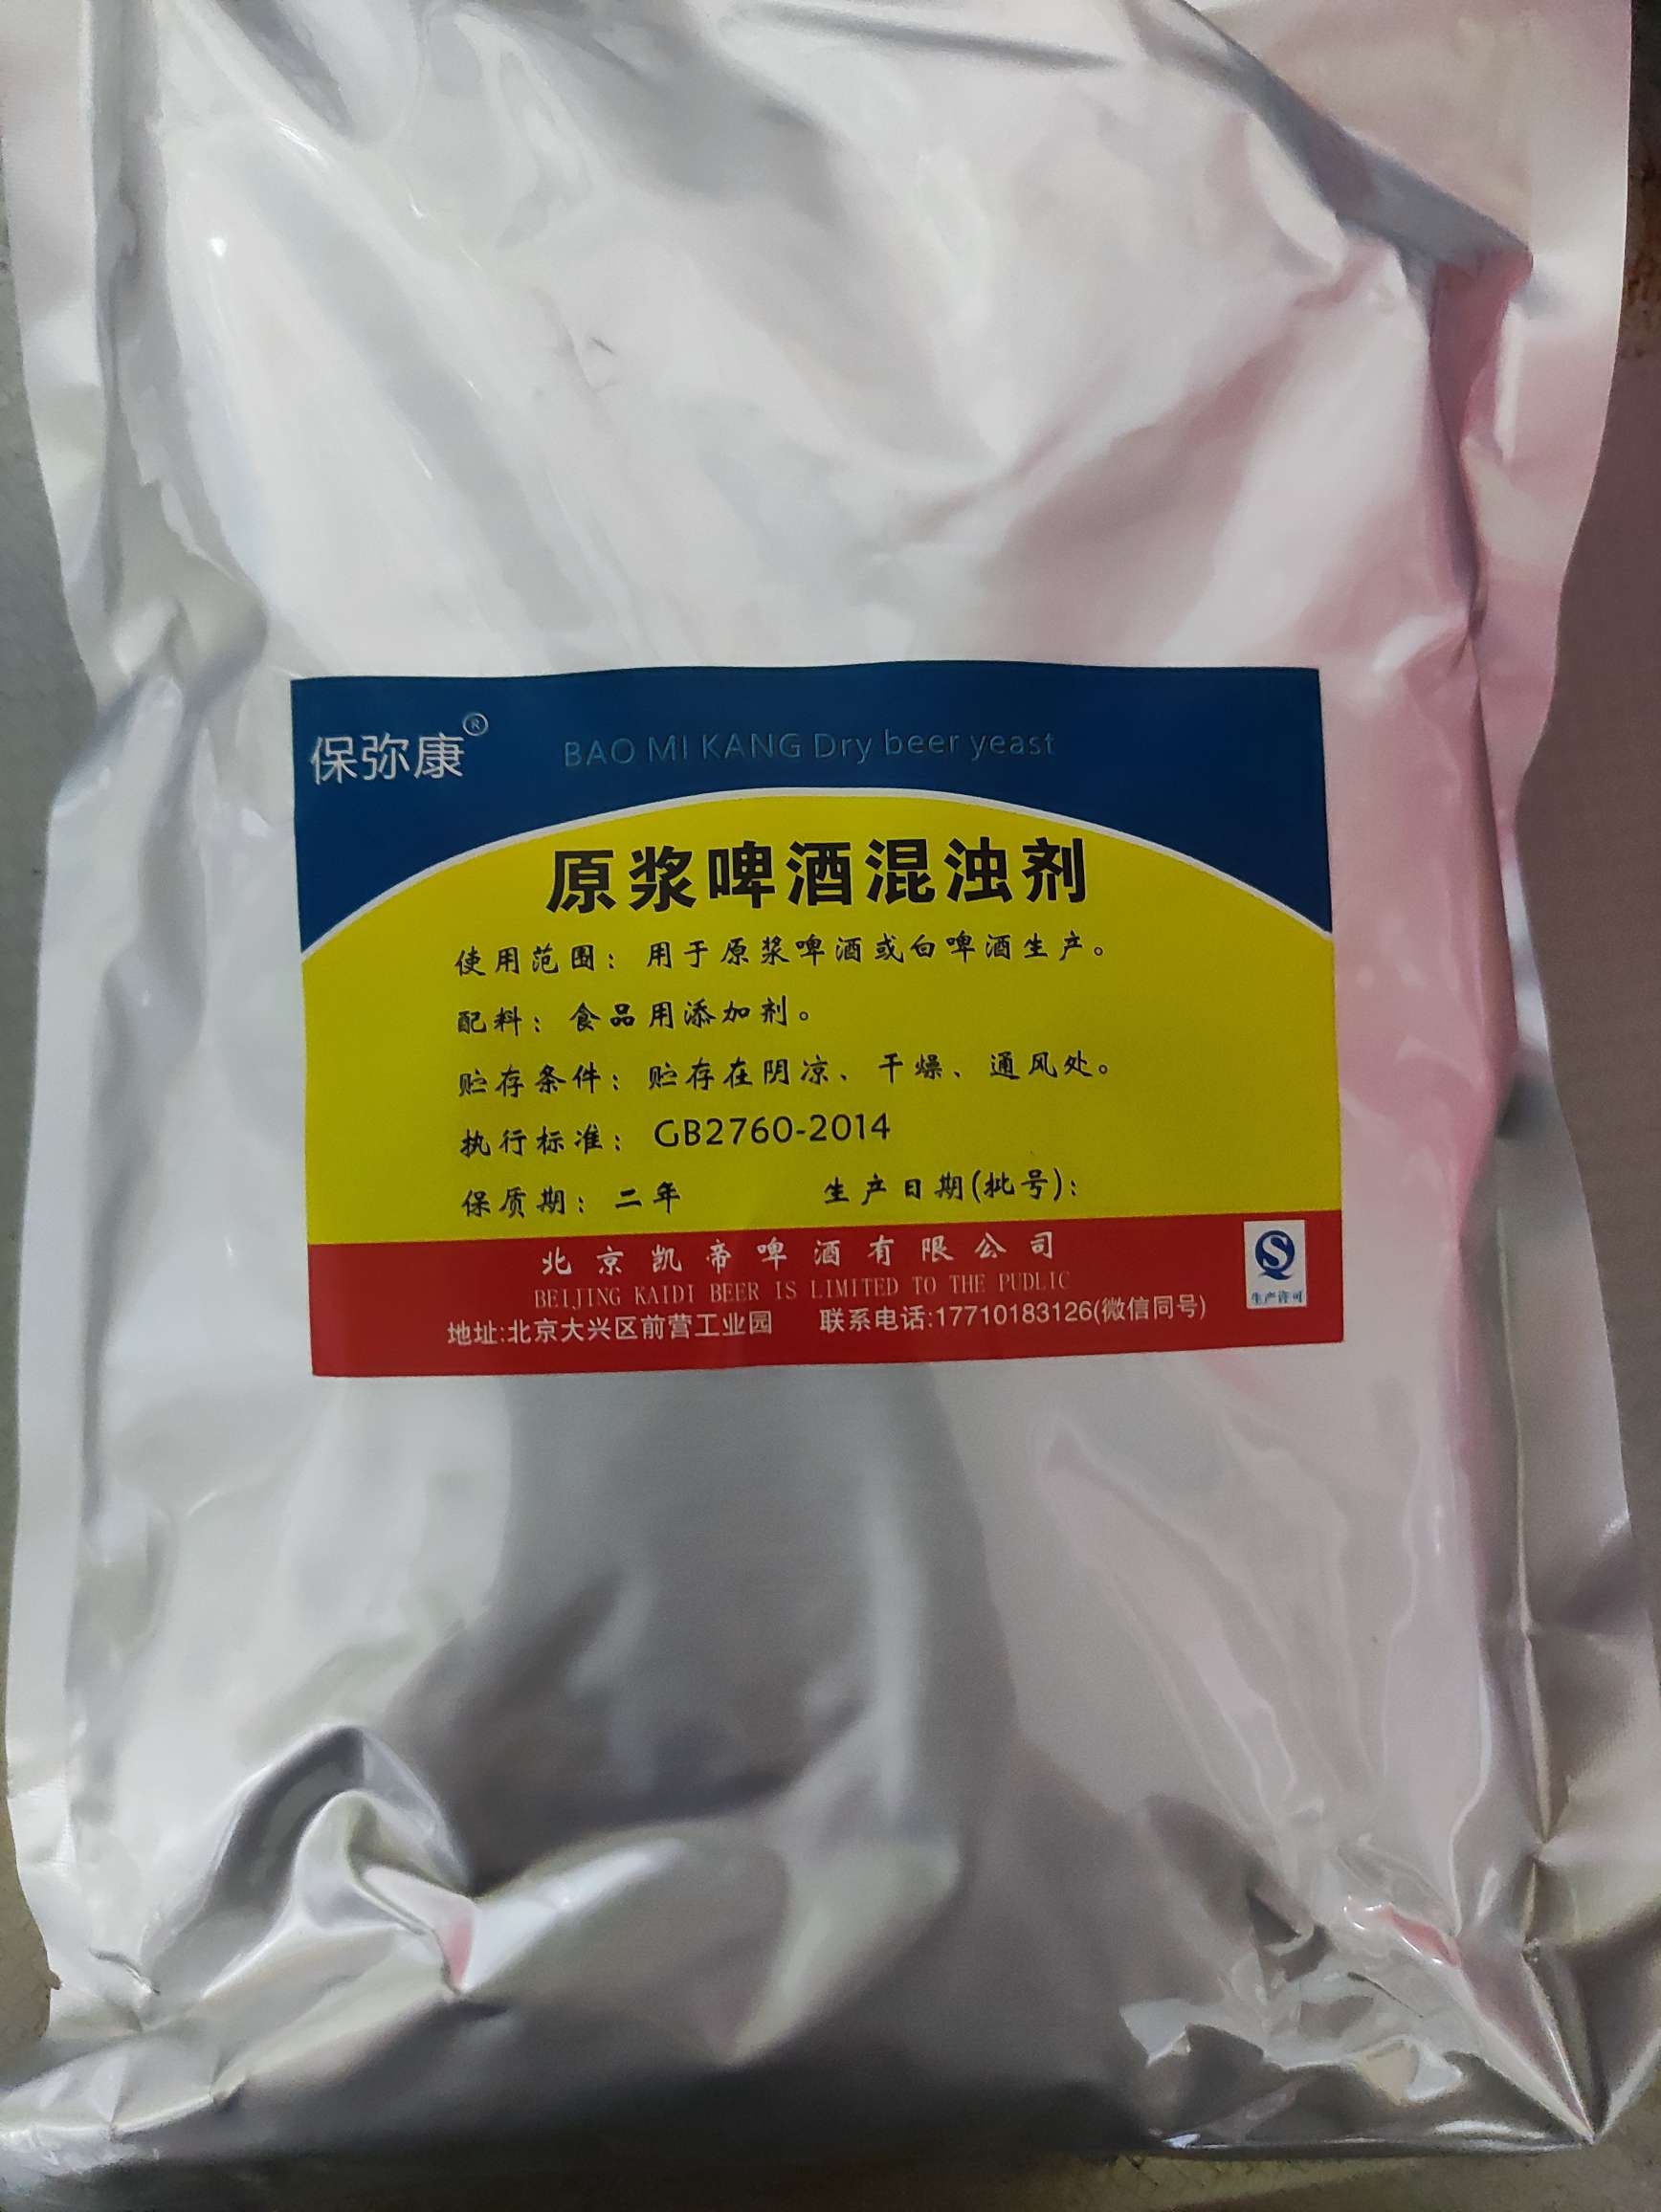 保弥康®
BAO MI KANG Dry beer yeast
原浆啤酒混浊剂
使用范围：用于原浆啤酒或白啤酒生产。
配料：食品用添加剂。
贮存条件：贮存在阴凉、干燥、通风处。
执行标准：GB2760-2014
保质期：二年 生产日期(批号):
北京凯帝啤酒有限公司
BEIJING KAIDI BEER IS LIMITED TO THE PUDLIC
地址:北京大兴区前营工业园 联系电话:17710183126(微信同号)
生产许可